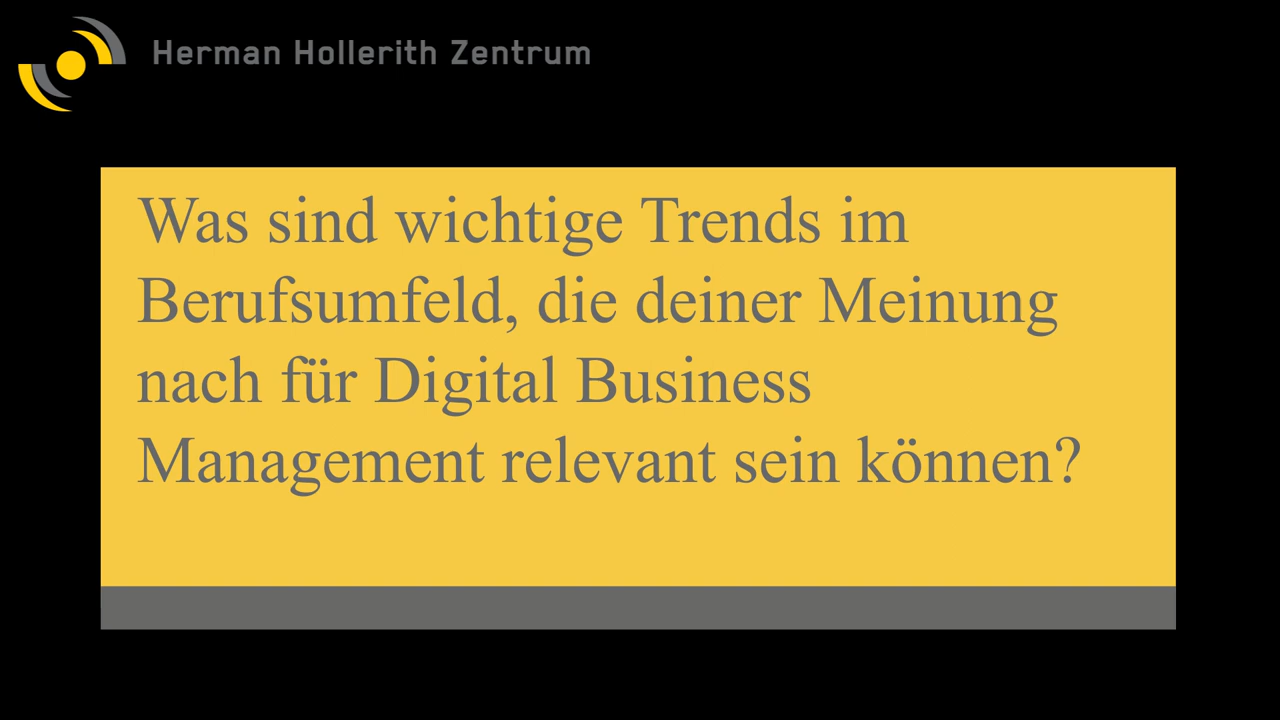 Herman Hollerith Zentrum
Was sind wichtige Trends im
Berufsumfeld, die deiner Meinung
nach für Digital Business
Management relevant sein können?